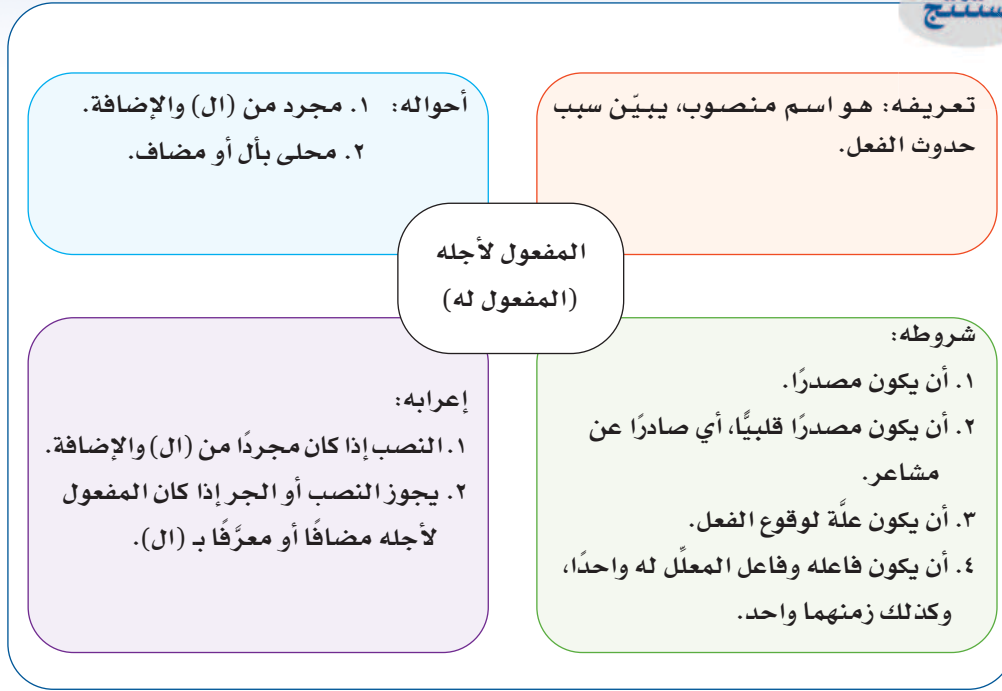 تعريفه: هو اسم منصوب، يبيّن سبب
حدوث الفعل.
أحواله: ١. مجرد من (ال) والإضافة.
٢. محلى بأل أو مضاف.
المفعول لأجله
(المفعول له)
شروطه:
١. أن يكون مصدرًا.
٢. أن يكون مصدرًا قلبيًّا، أي صادرًا عن
مشاعر.
٣. أن يكون علَّة لوقوع الفعل.
٤. أن يكون فاعله وفاعل المعلَّل له واحدًا،
وكذلك زمنهما واحد.
إعرابه:
١. النصب إذا كان مجردًا من (ال) والإضافة.
٢. يجوز النصب أو الجر إذا كان المفعول
لأجله مضافًا أو معرَّفًا بـ (ال).